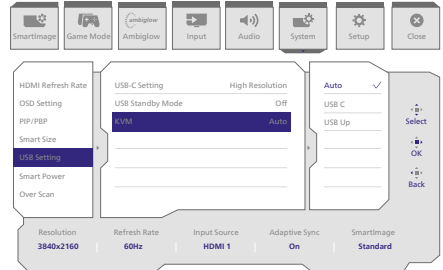 ambiglow
SmartImage Game Mode Ambiglow Input Audio System Setup Close
HDMI Refresh Rate
OSD Setting
PIP/PBP
Smart Size
USB Setting
Smart Power
Over Scan
USB-C Setting High Resolution
USB Standby Mode Off
KVM Auto
Auto
USB C
USB Up
Select
OK
Back
Resolution Refresh Rate Input Source Adaptive Sync SmartImage
3840x2160 60Hz HDMI 1 On Standard